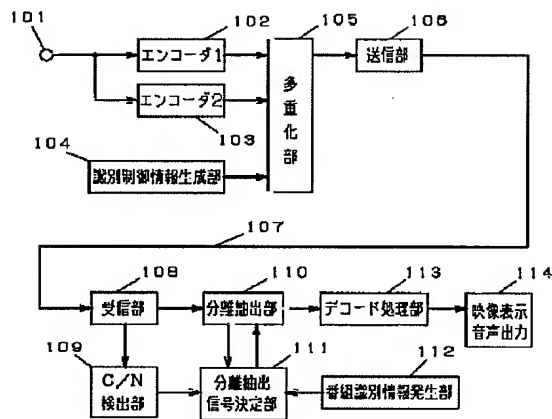 101
102
105
106
エンコーダ1
多重化部
送信部
エンコーダ2
103
104
識別制御情報生成部
107
108
110
113
114
受信部
分離抽出部
デコード処理部
映像表示
音声出力
109
111
112
C/N
検出部
分離抽出
信号決定部
番組識別情報発生部